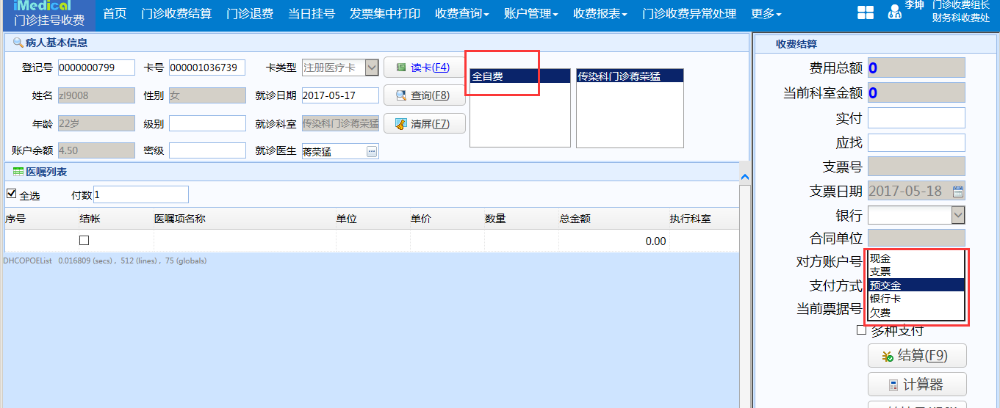 iMedical
门诊挂号收费
首页 门诊收费结算 门诊退费 当日挂号 发票集中打印 收费查询 账户管理 收费报表 门诊收费异常处理 更多
李坤 门诊收费组长
财务科收费处
病人基本信息
登记号 0000000799 卡号 000001036739 卡类型 注册医疗卡 读卡(F4)
姓名 zl9008 性别 女 就诊日期 2017-05-17 查询(F8)
年龄 22岁 级别 就诊科室 传染科门诊蒋荣猛 清屏(F7)
账户余额 4.50 密级 就诊医生 蒋荣猛
全自费
传染科门诊蒋荣猛
医嘱列表
全选 付数 1
序号 结帐 医嘱项名称 单位 单价 数量 总金额 执行科室
0.00
DHCOPOEList 0.016809 (secs) , 512 (lines) , 75 (globals)
收费结算
费用总额 0
当前科室金额 0
实付
应找
支票号
支票日期 2017-05-18
银行
合同单位
对方账户号
支付方式
当前票据号
现金
支票
预交金
银行卡
欠费
多种支付
结算(F9)
计算器